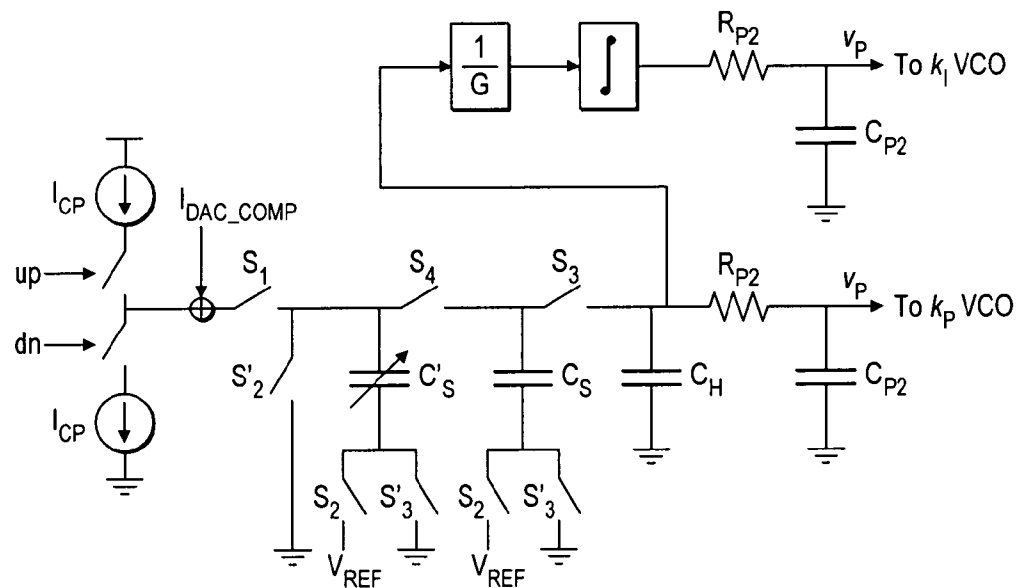 1
G
∫
R_P2
v_P
To k_I VCO
C_P2
I_CP
I_DAC_COMP
up
S_1
S_4
S_3
R_P2
v_P
To k_P VCO
dn
S'_2
C'_S
C_S
C_H
C_P2
I_CP
S_2
S'_3
S_2
S'_3
V_REF
V_REF